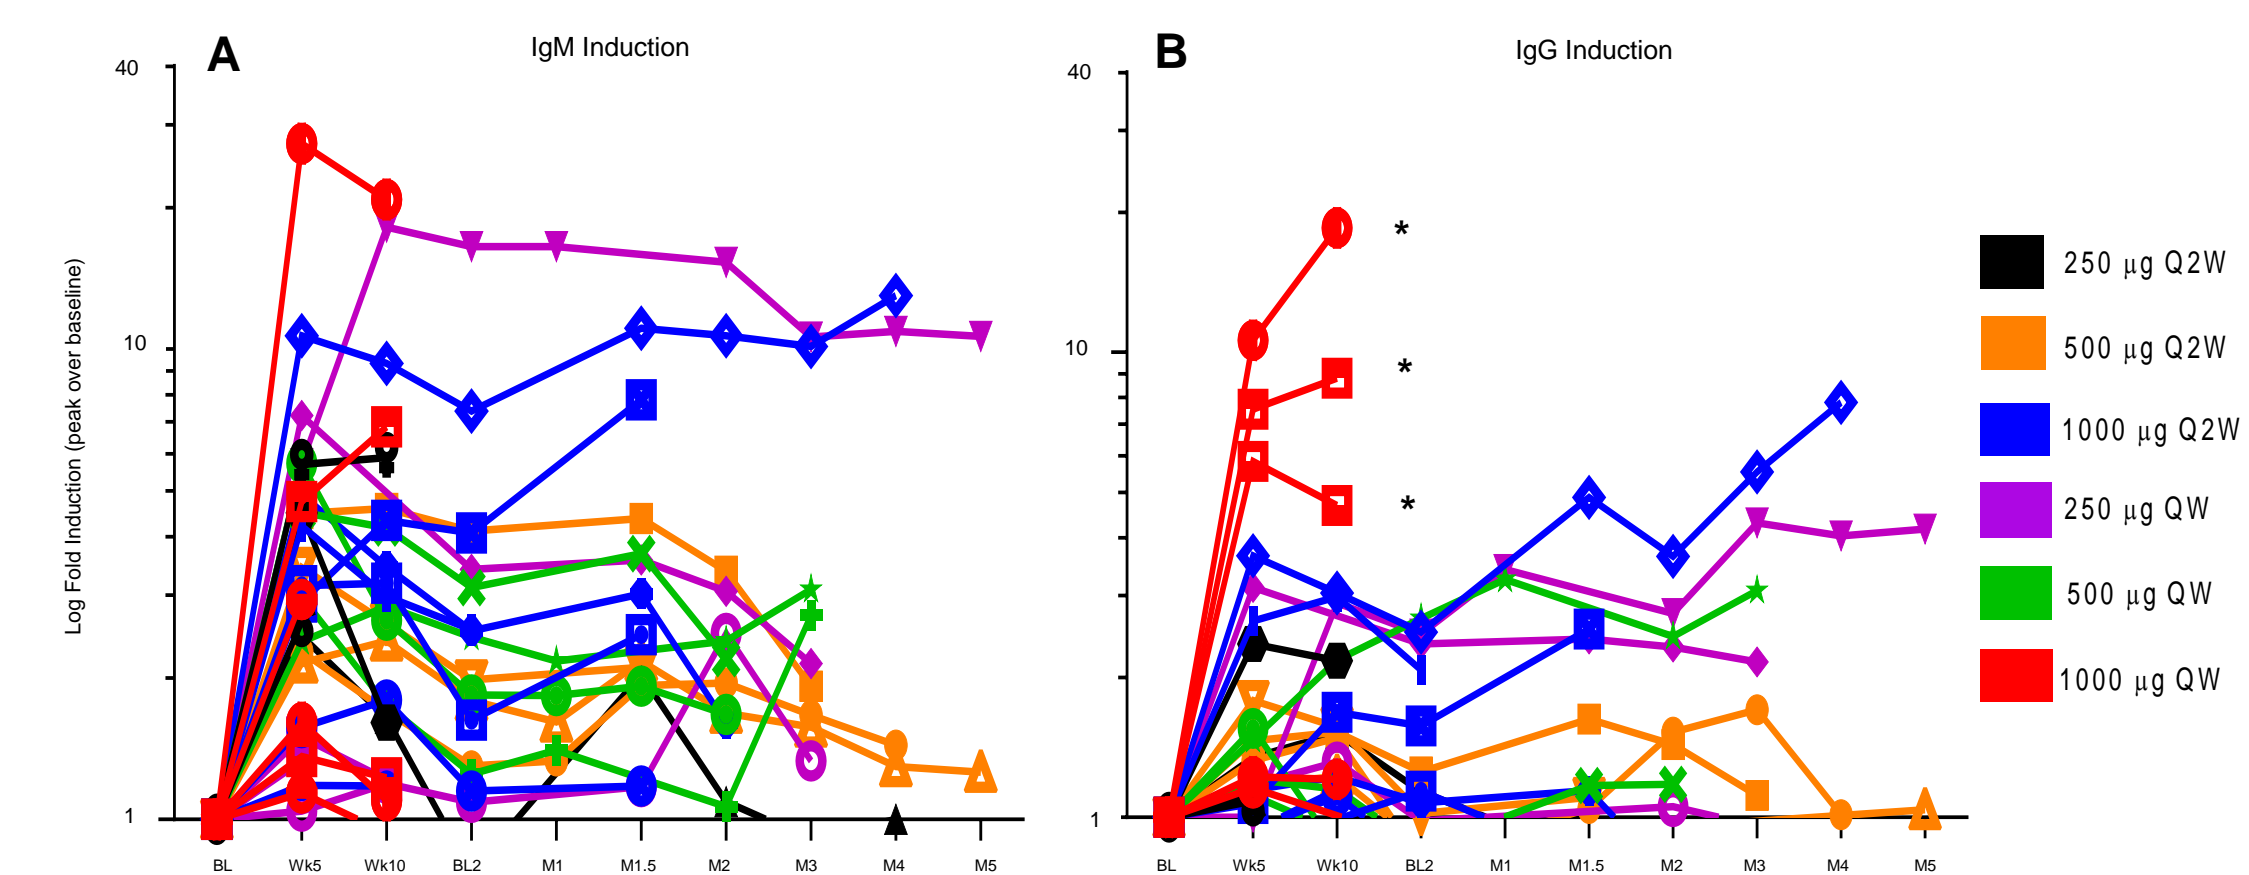 A
IgM Induction
Log Fold Induction (peak over baseline)
40
10
1
BL Wk5 Wk10 BL2 M1 M1.5 M2 M3 M4 M5
B
IgG Induction
40
10
1
*
*
*
BL Wk5 Wk10 BL2 M1 M1.5 M2 M3 M4 M5
250 µg Q2W
500 µg Q2W
1000 µg Q2W
250 µg QW
500 µg QW
1000 µg QW